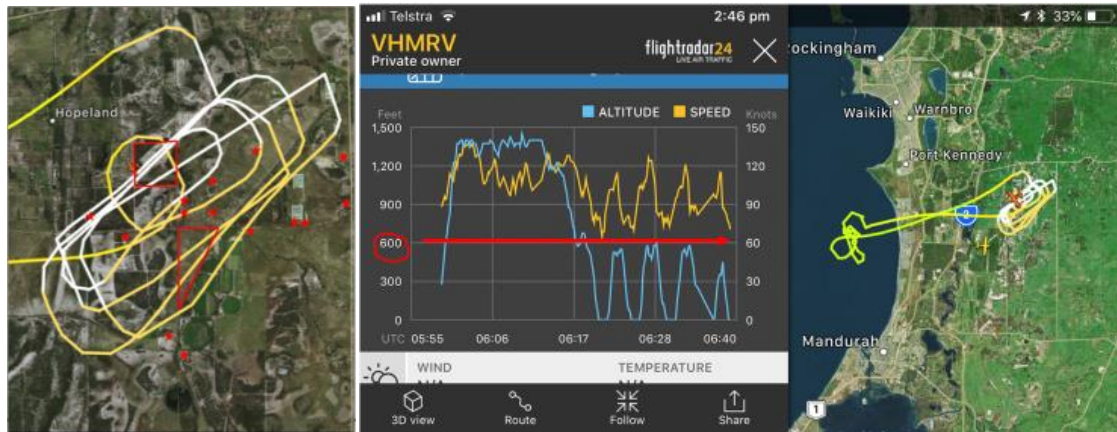 Hopeland
Telstra
2:46 pm
VHMRV
Private owner
flightradar24
LIVE AIR TRAFFIC
ALTITUDE
SPEED
Feet
Knots
1,500
1,200
900
600
300
0
150
120
90
60
30
0
UTC
05:55
06:06
06:17
06:28
06:40
WIND
TEMPERATURE
3D view
Route
Follow
Share
33%
Rockingham
Waikiki
Warnbro
Port Kennedy
2
Mandurah
1